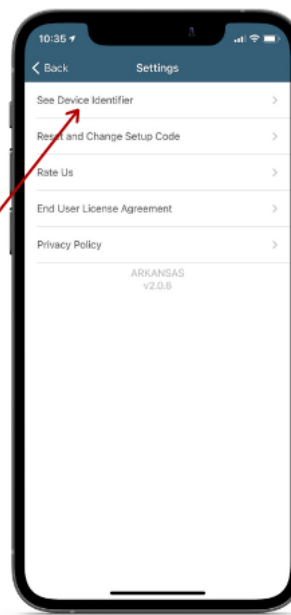 10:35
Back Settings
See Device Identifier
Reset and Change Setup Code
Rate Us
End User License Agreement
Privacy Policy
ARKANSAS
v2.0.6